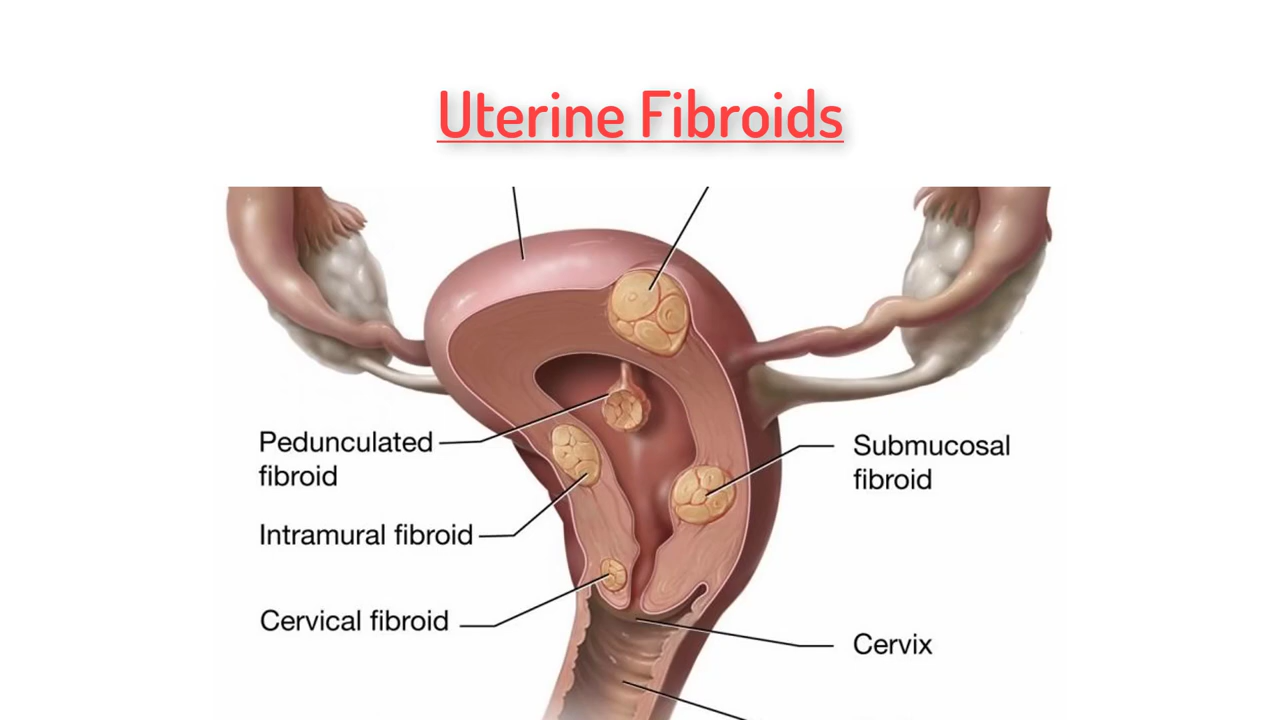 Uterine Fibroids
Pedunculated
fibroid
Submucosal
fibroid
Intramural fibroid
Cervical fibroid
Cervix